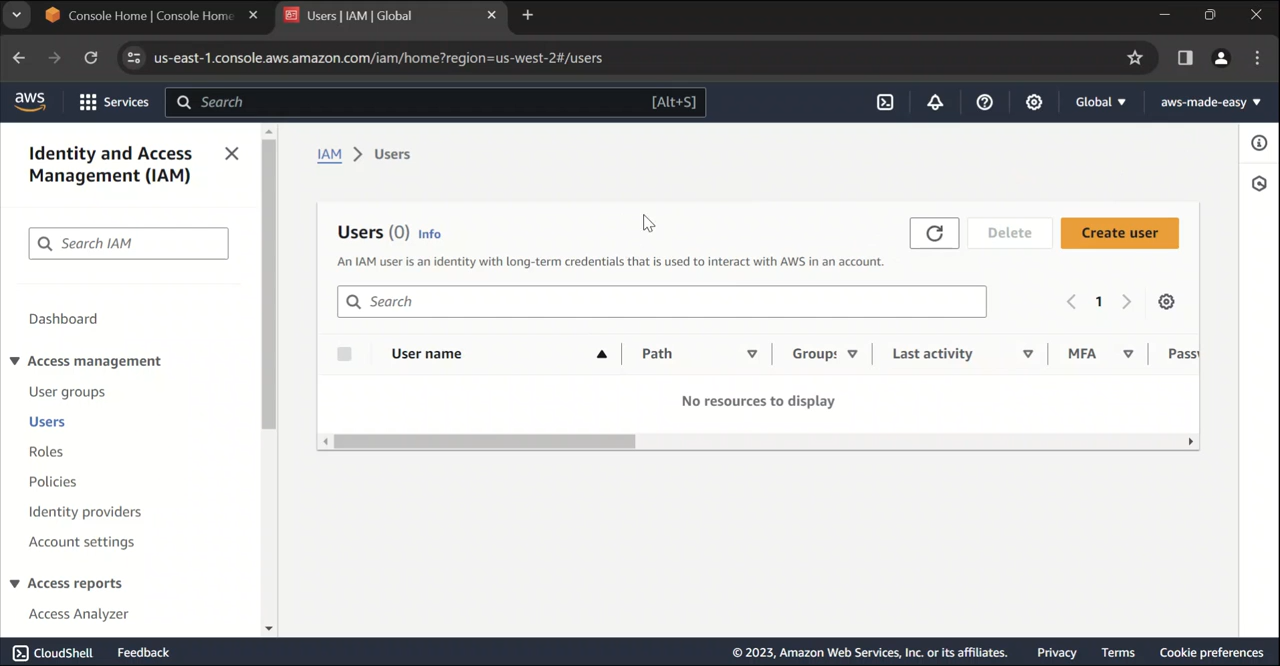 Console Home | Console Home
Users | IAM | Global
us-east-1.console.aws.amazon.com/iam/home?region=us-west-2#/users
aws
Services
Search
[Alt+S]
Global
aws-made-easy
Identity and Access
Management (IAM)
Search IAM
Dashboard
Access management
User groups
Users
Roles
Policies
Identity providers
Account settings
Access reports
Access Analyzer
IAM > Users
Users (0) Info
Delete
Create user
An IAM user is an identity with long-term credentials that is used to interact with AWS in an account.
Search
1
User name
Path
Groups
Last activity
MFA
Passw
No resources to display
CloudShell
Feedback
© 2023, Amazon Web Services, Inc. or its affiliates.
Privacy
Terms
Cookie preferences